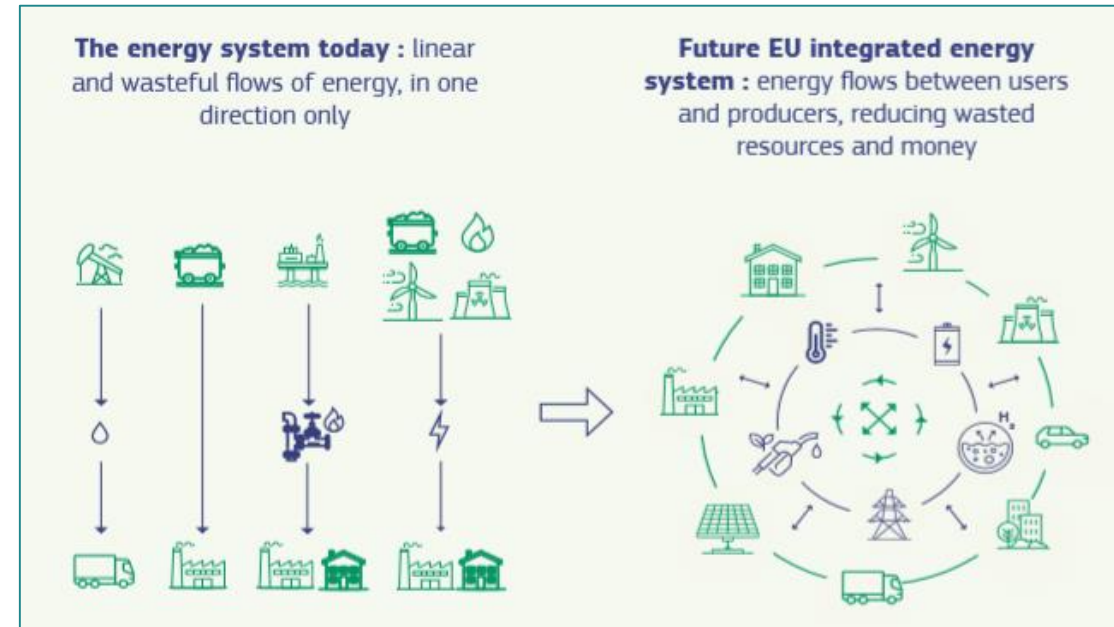 The energy system today : linear
and wasteful flows of energy, in one
direction only
Future EU integrated energy
system : energy flows between users
and producers, reducing wasted
resources and money
H₂